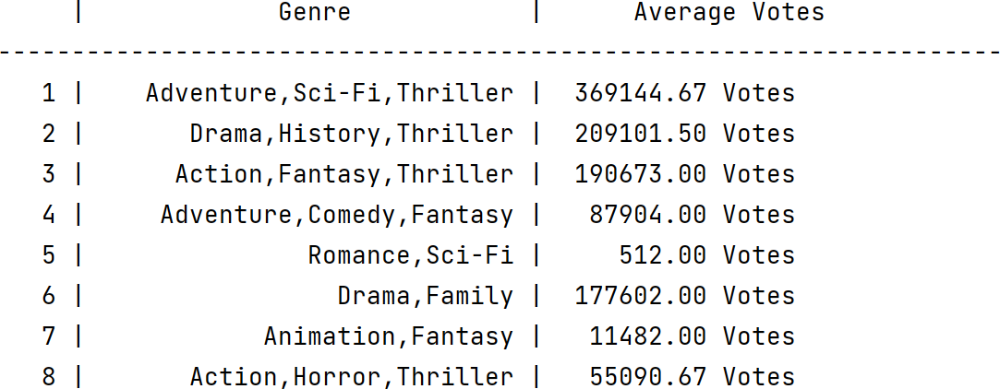 | Genre | Average Votes
--------------------------------------------------------------------
1 | Adventure,Sci-Fi,Thriller | 369144.67 Votes
2 | Drama,History,Thriller | 209101.50 Votes
3 | Action,Fantasy,Thriller | 190673.00 Votes
4 | Adventure,Comedy,Fantasy | 87904.00 Votes
5 | Romance,Sci-Fi | 512.00 Votes
6 | Drama,Family | 177602.00 Votes
7 | Animation,Fantasy | 11482.00 Votes
8 | Action,Horror,Thriller | 55090.67 Votes